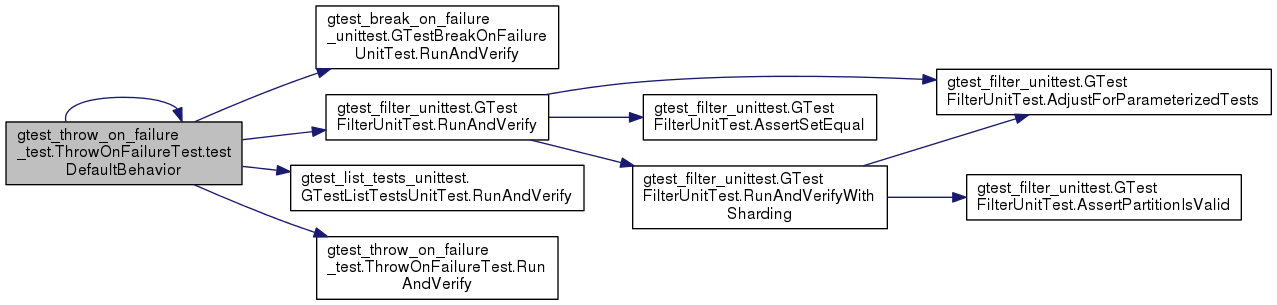 gtest_throw_on_failure
_test.ThrowOnFailureTest.test
DefaultBehavior
gtest_break_on_failure
_unittest.GTestBreakOnFailure
UnitTest.RunAndVerify
gtest_filter_unittest.GTest
FilterUnitTest.RunAndVerify
gtest_list_tests_unittest.
GTestListTestsUnitTest.RunAndVerify
gtest_throw_on_failure
_test.ThrowOnFailureTest.Run
AndVerify
gtest_filter_unittest.GTest
FilterUnitTest.AssertSetEqual
gtest_filter_unittest.GTest
FilterUnitTest.RunAndVerifyWith
Sharding
gtest_filter_unittest.GTest
FilterUnitTest.AdjustForParameterizedTests
gtest_filter_unittest.GTest
FilterUnitTest.AssertPartitionIsValid